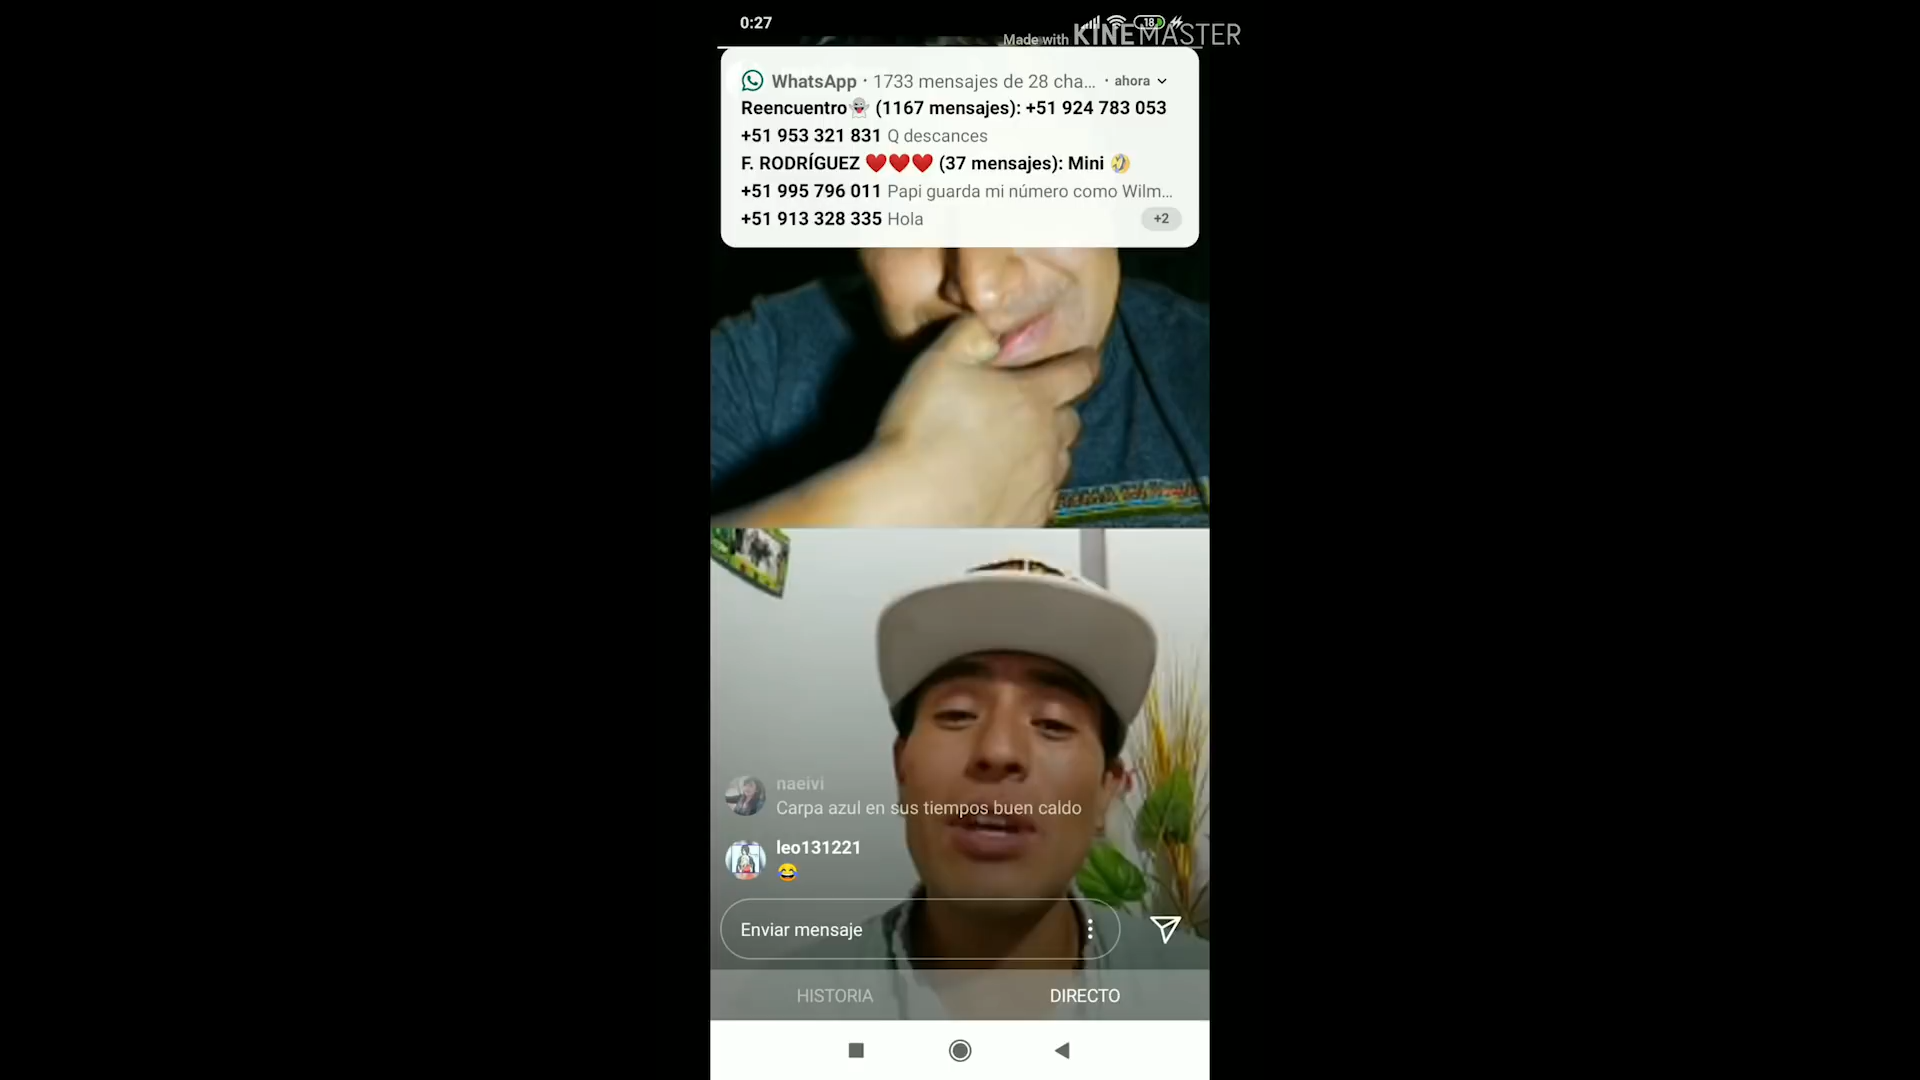 0:27
18
Made with KINEMASTER
WhatsApp · 1733 mensajes de 28 cha... · ahora
Reencuentro👻 (1167 mensajes): +51 924 783 053
+51 953 321 831 Q descances
F. RODRÍGUEZ ❤️❤️❤️ (37 mensajes): Mini 🤣
+51 995 796 011 Papi guarda mi número como Wilm...
+51 913 328 335 Hola
+2
naeivi
Carpa azul en sus tiempos buen caldo
leo131221
😂
Enviar mensaje
HISTORIA
DIRECTO